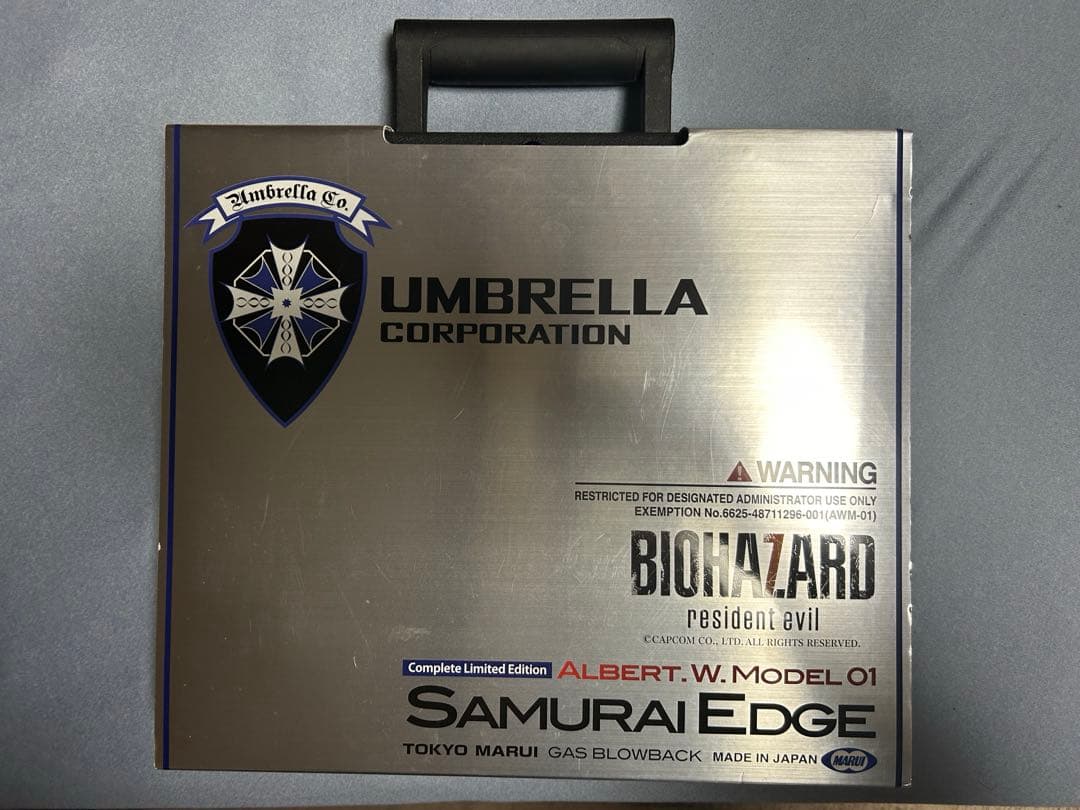 Umbrella Co.
UMBRELLA
CORPORATION
WARNING
RESTRICTED FOR DESIGNATED ADMINISTRATOR USE ONLY
EXEMPTION No.6625-48711296-001(AWM-01)
BIOHAZARD
resident evil
©CAPCOM CO., LTD. ALL RIGHTS RESERVED.
Complete Limited Edition ALBERT. W. MODEL 01
SAMURAI EDGE
TOKYO MARUI GAS BLOWBACK MADE IN JAPAN MARUI